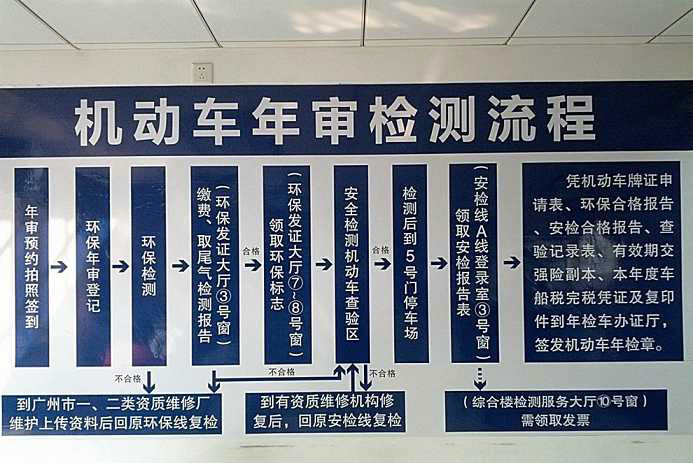 机动车年审检测流程
年审预约拍照签到
环保年审登记
环保检测
（环保发证大厅③号窗）
缴费、取尾气检测报告
合格
（环保发证大厅⑦~⑧号窗）
领取环保标志
安全检测机动车查验区
合格
检测后到5号门停车场
（安检线A线登录室③号窗）
领取安检报告表
凭机动车牌证申
请表、环保合格报告
、安检合格报告、查
验记录表、有效期交
强险副本、本年度车
船税完税凭证及复印
件到年检车办证厅，
签发机动车年检章。
不合格
不合格
不合格
到广州市一、二类资质维修厂
维护上传资料后回原环保线复检
到有资质维修机构修
复后，回原安检线复检
（综合楼检测服务大厅⑩号窗）
需领取发票